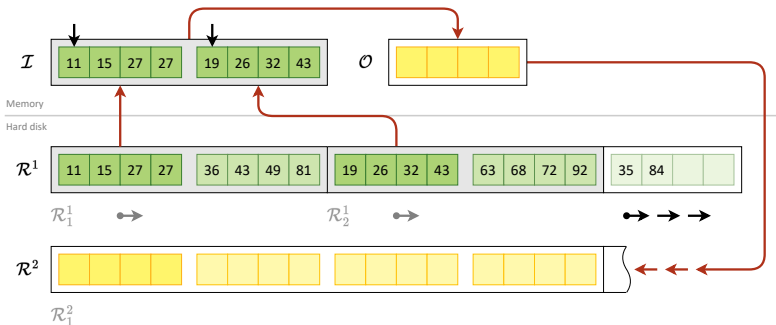 ℐ 11 15 27 27 19 26 32 43 𝒪
Memory
Hard disk
ℛ¹ 11 15 27 27 36 43 49 81 19 26 32 43 63 68 72 92 35 84
ℛ¹₁ ℛ¹₂
ℛ²
ℛ²₁